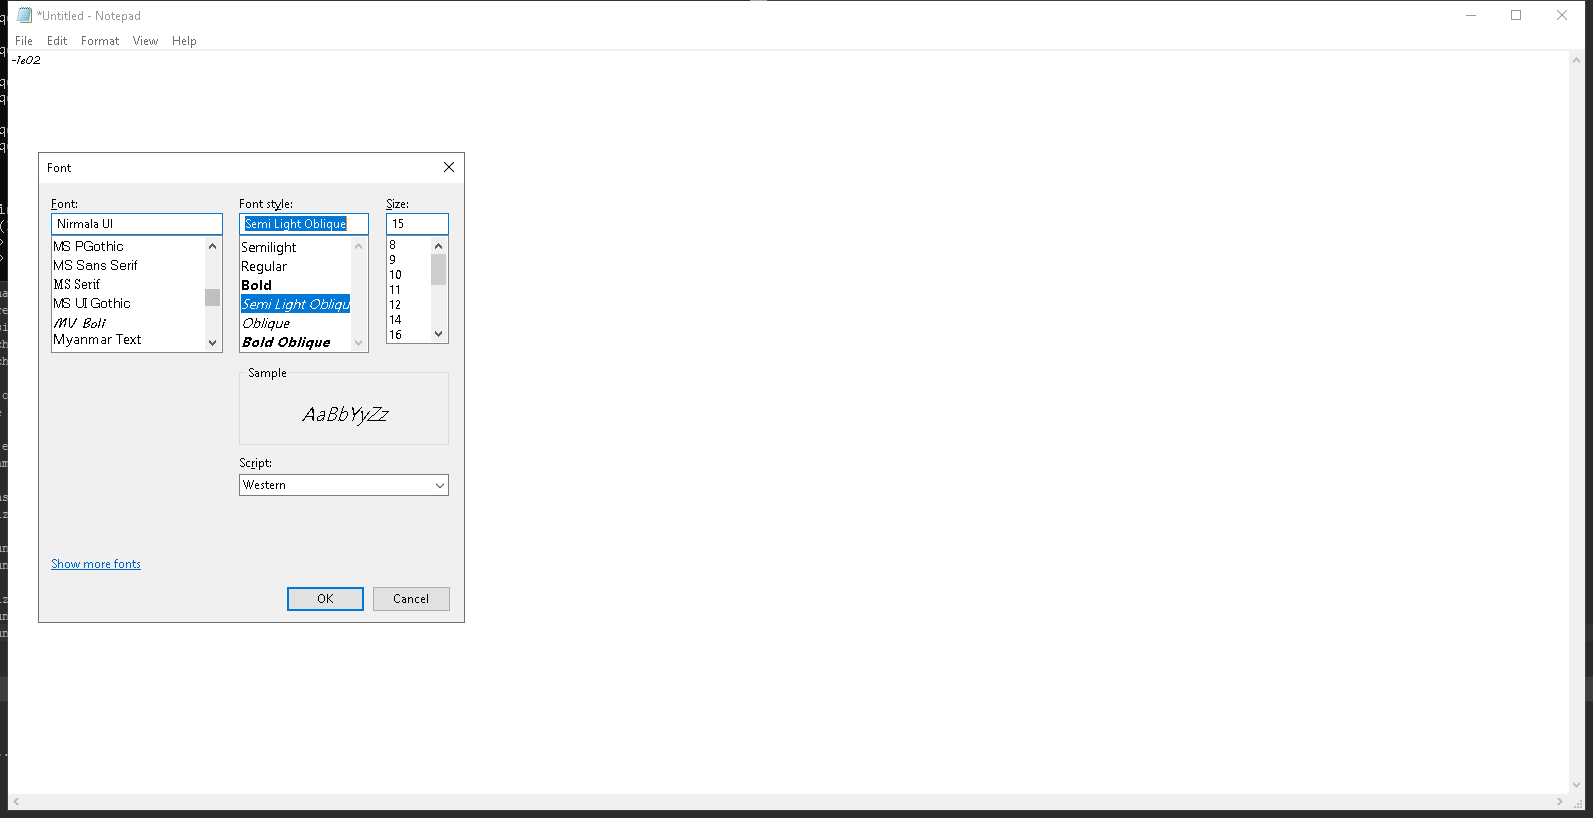 *Untitled - Notepad
File Edit Format View Help
-1e02
Font
Font:
Nirmala UI
MS PGothic
MS Sans Serif
MS Serif
MS UI Gothic
MV Boli
Myanmar Text
Font style:
Semi Light Oblique
Semilight
Regular
Bold
Semi Light Obliqu
Oblique
Bold Oblique
Size:
15
8
9
10
11
12
14
16
Sample
AaBbYyZz
Script:
Western
Show more fonts
OK Cancel